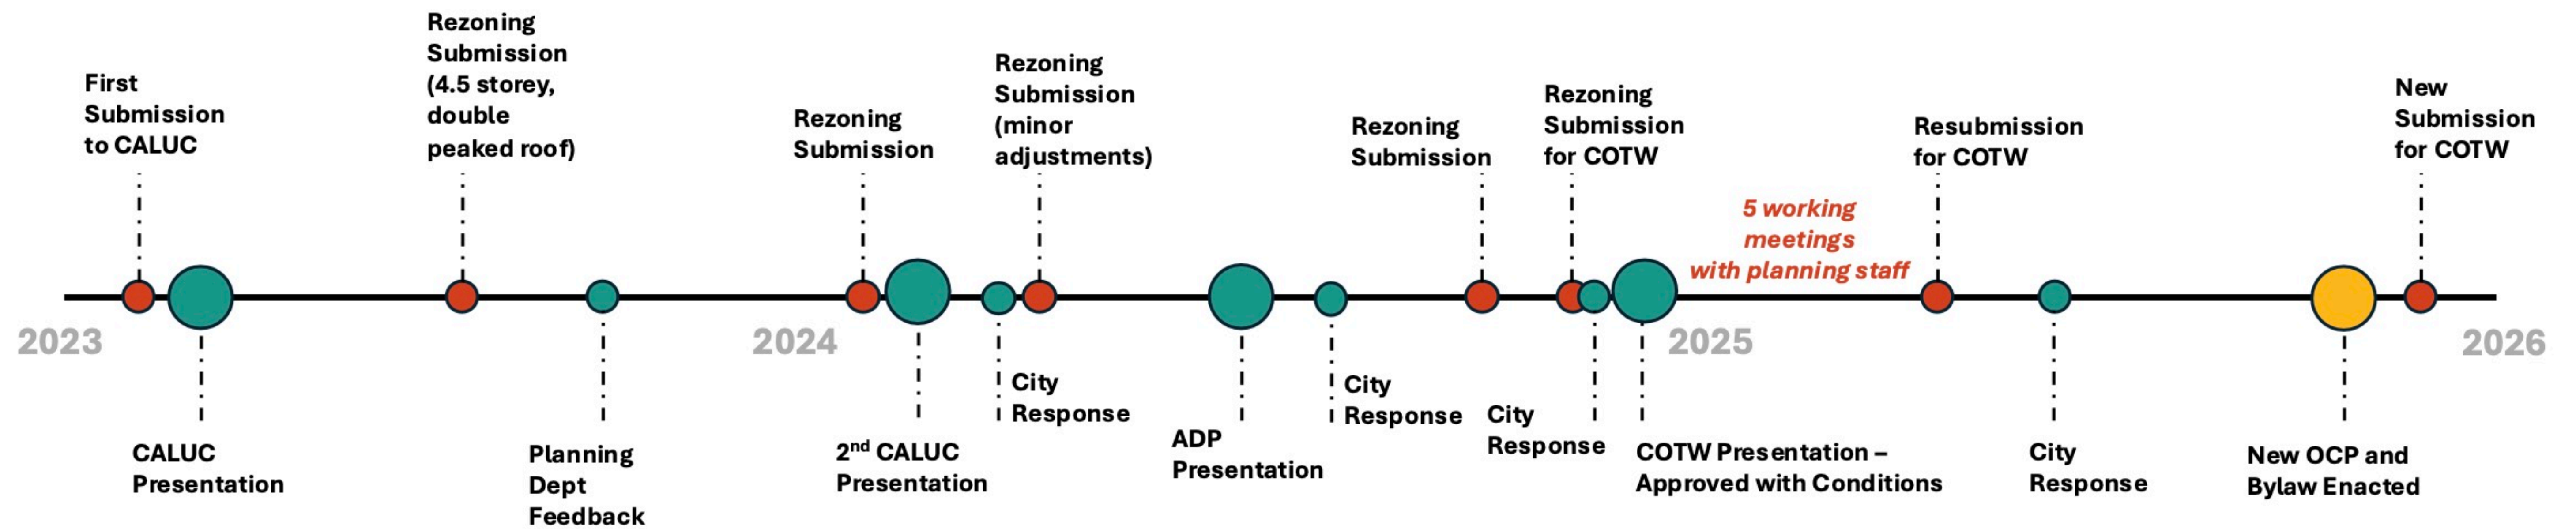 First
Submission
to CALUC
Rezoning
Submission
(4.5 storey,
double
peaked roof)
Rezoning
Submission
Rezoning
Submission
(minor
adjustments)
Rezoning
Submission
Rezoning
Submission
for COTW
5 working
meetings
with planning staff
Resubmission
for COTW
New
Submission
for COTW
2023
2024
2025
2026
CALUC
Presentation
Planning
Dept
Feedback
2nd CALUC
Presentation
City
Response
ADP
Presentation
City
Response
City
Response
COTW Presentation –
Approved with Conditions
City
Response
New OCP and
Bylaw Enacted